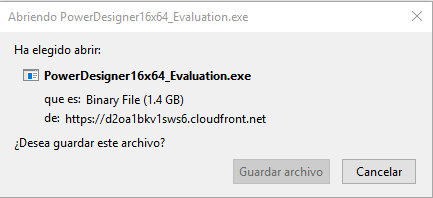 Abriendo PowerDesigner16x64_Evaluation.exe
Ha elegido abrir:
PowerDesigner16x64_Evaluation.exe
que es: Binary File (1.4 GB)
de: https://d2oa1bkv1sws6.cloudfront.net
¿Desea guardar este archivo?
Guardar archivo Cancelar